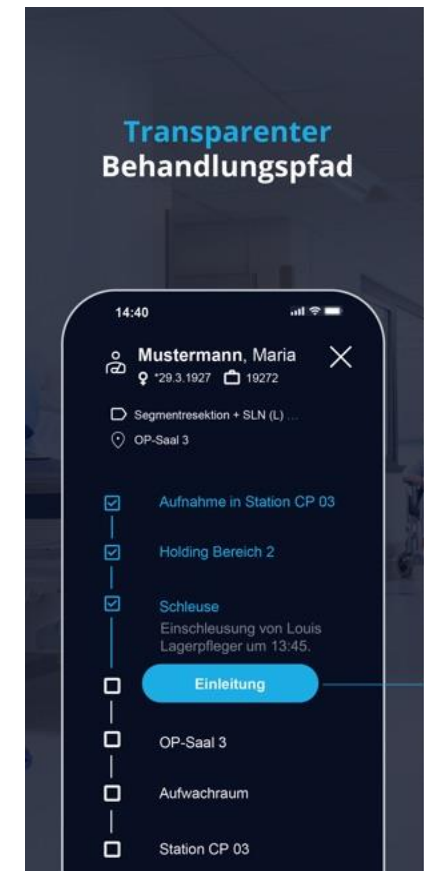 Transparenter
Behandlungspfad
14:40
Mustermann, Maria
*29.3.1927 19272
Segmentresektion + SLN (L) ...
OP-Saal 3
Aufnahme in Station CP 03
Holding Bereich 2
Schleuse
Einschleusung von Louis
Lagerpfleger um 13:45.
Einleitung
OP-Saal 3
Aufwachraum
Station CP 03